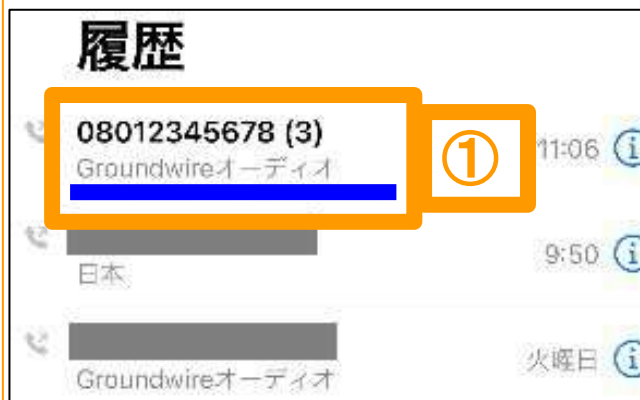 履歴
08012345678 (3)
Groundwireオーディオ
①
11:06
9:50
日本
火曜日
Groundwireオーディオ